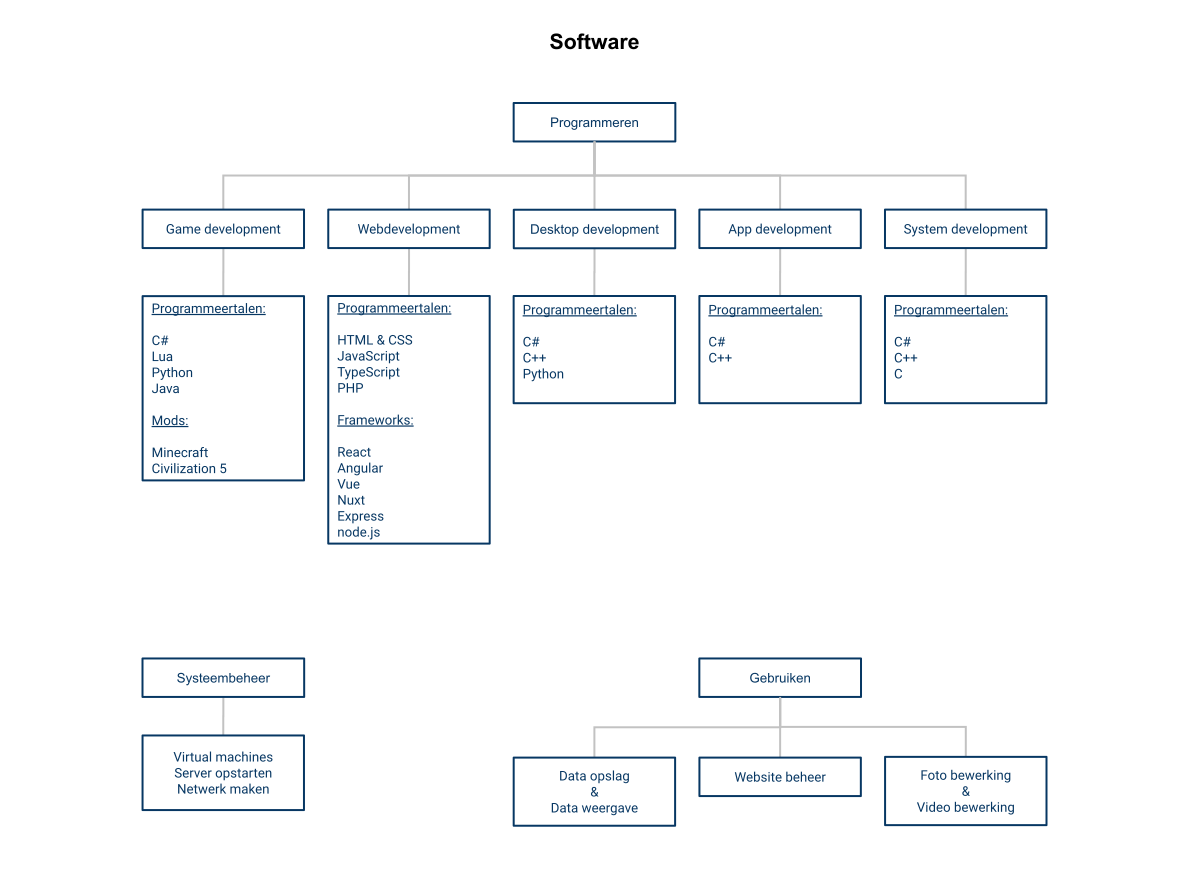 Software
Programmeren
Game development
Webdevelopment
Desktop development
App development
System development
Programmeertalen:
C#
Lua
Python
Java
Mods:
Minecraft
Civilization 5
Programmeertalen:
HTML & CSS
JavaScript
TypeScript
PHP
Frameworks:
React
Angular
Vue
Nuxt
Express
node.js
Programmeertalen:
C#
C++
Python
Programmeertalen:
C#
C++
Programmeertalen:
C#
C++
C
Systeembeheer
Virtual machines
Server opstarten
Netwerk maken
Gebruiken
Data opslag
&
Data weergave
Website beheer
Foto bewerking
&
Video bewerking